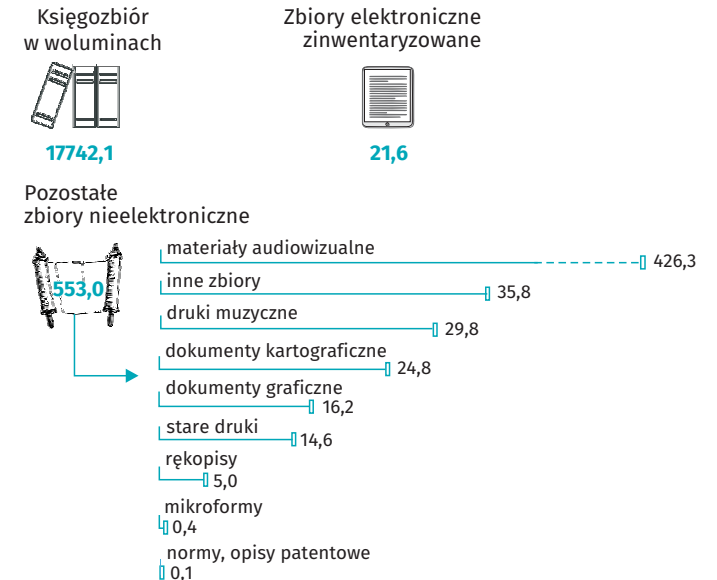 Księgozbiór
w woluminach
17742,1
Zbiory elektroniczne
zinwentaryzowane
21,6
Pozostałe
zbiory nieelektroniczne
553,0
materiały audiowizualne
426,3
inne zbiory
35,8
druki muzyczne
29,8
dokumenty kartograficzne
24,8
dokumenty graficzne
16,2
stare druki
14,6
rękopisy
5,0
mikroformy
0,4
normy, opisy patentowe
0,1